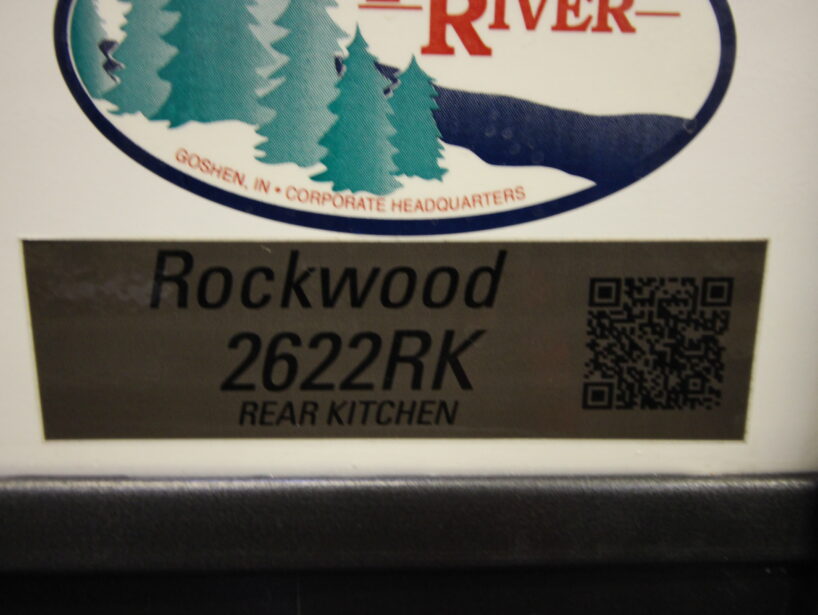 RIVER
GOSHEN, IN • CORPORATE HEADQUARTERS
Rockwood
2622RK
REAR KITCHEN